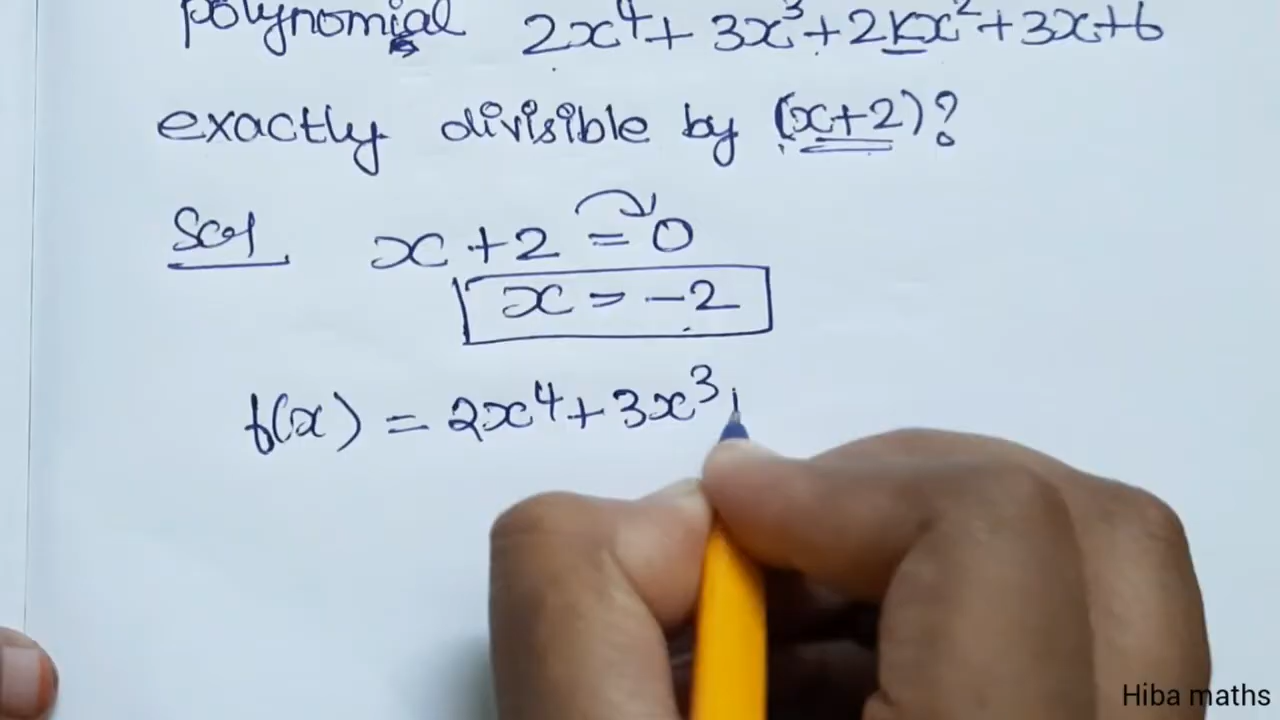 polynomial 2x⁴+ 3x³+2kx²+3x+6
exactly divisible by (x+2)?
Sol x+2 = 0
x = -2
f(x) = 2x⁴+ 3x³
Hiba maths